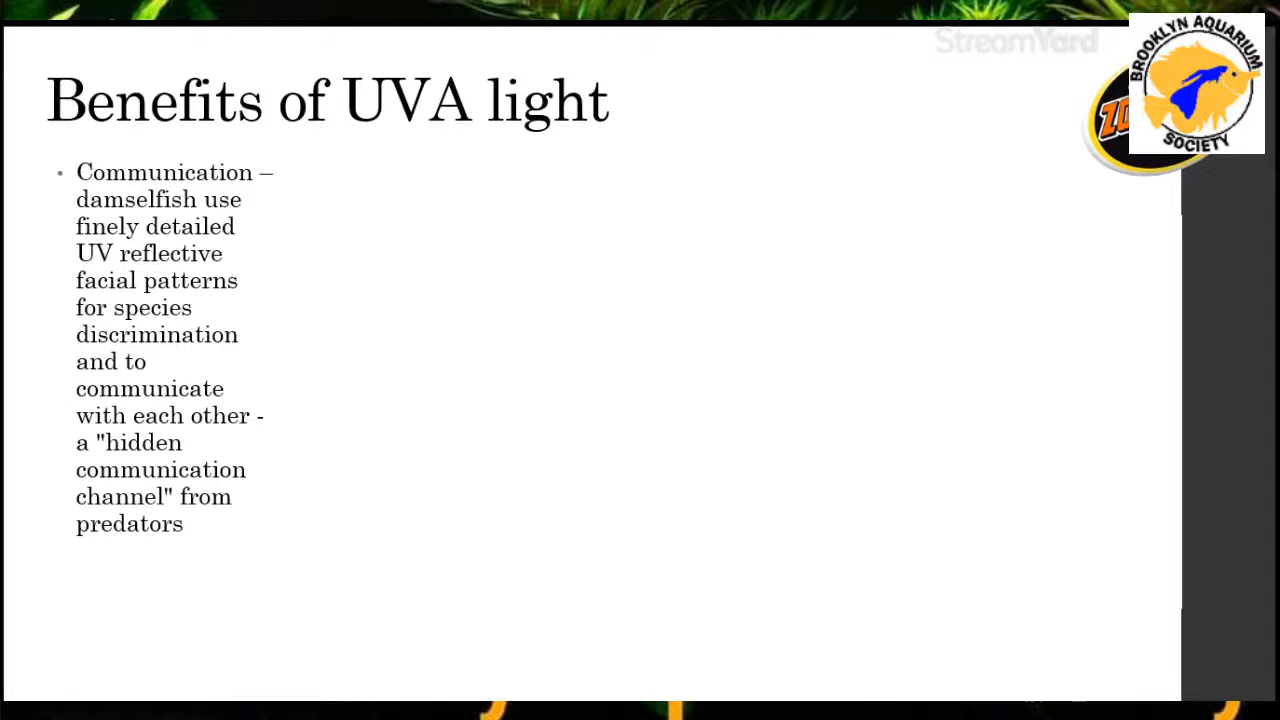 StreamYard
BROOKLYN AQUARIUM
SOCIETY
Benefits of UVA light
• Communication –
damselfish use
finely detailed
UV reflective
facial patterns
for species
discrimination
and to
communicate
with each other -
a "hidden
communication
channel" from
predators